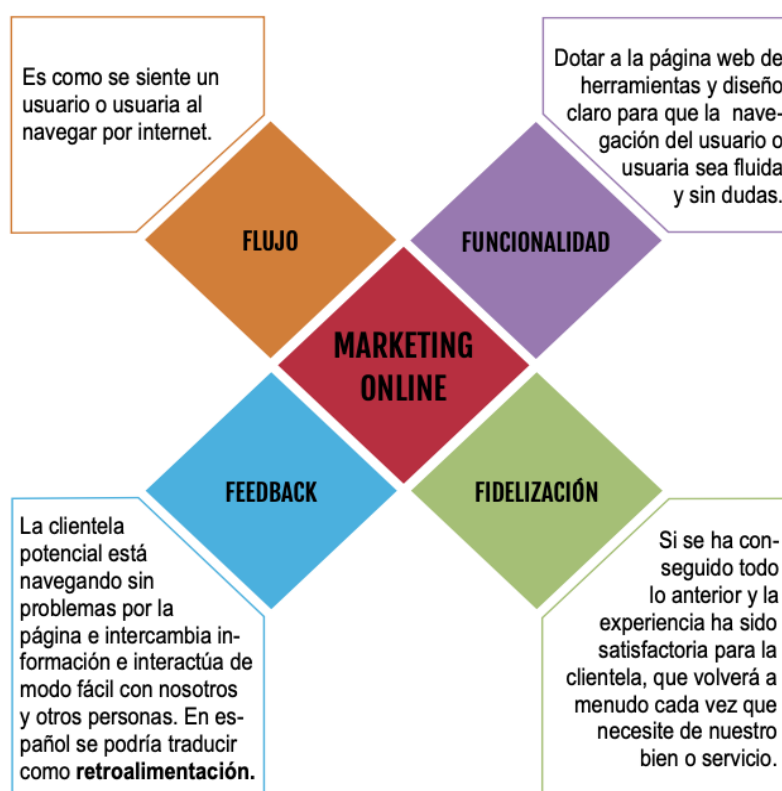 Es como se siente un
usuario o usuaria al
navegar por internet.
Dotar a la página web de
herramientas y diseño
claro para que la nave-
gación del usuario o
usuaria sea fluida
y sin dudas.
FLUJO
FUNCIONALIDAD
MARKETING
ONLINE
FEEDBACK
FIDELIZACIÓN
La clientela
potencial está
navegando sin
problemas por la
página e intercambia in-
formación e interactúa de
modo fácil con nosotros
y otros personas. En es-
pañol se podría traducir
como retroalimentación.
Si se ha con-
seguido todo
lo anterior y la
experiencia ha sido
satisfactoria para la
clientela, que volverá a
menudo cada vez que
necesite de nuestro
bien o servicio.